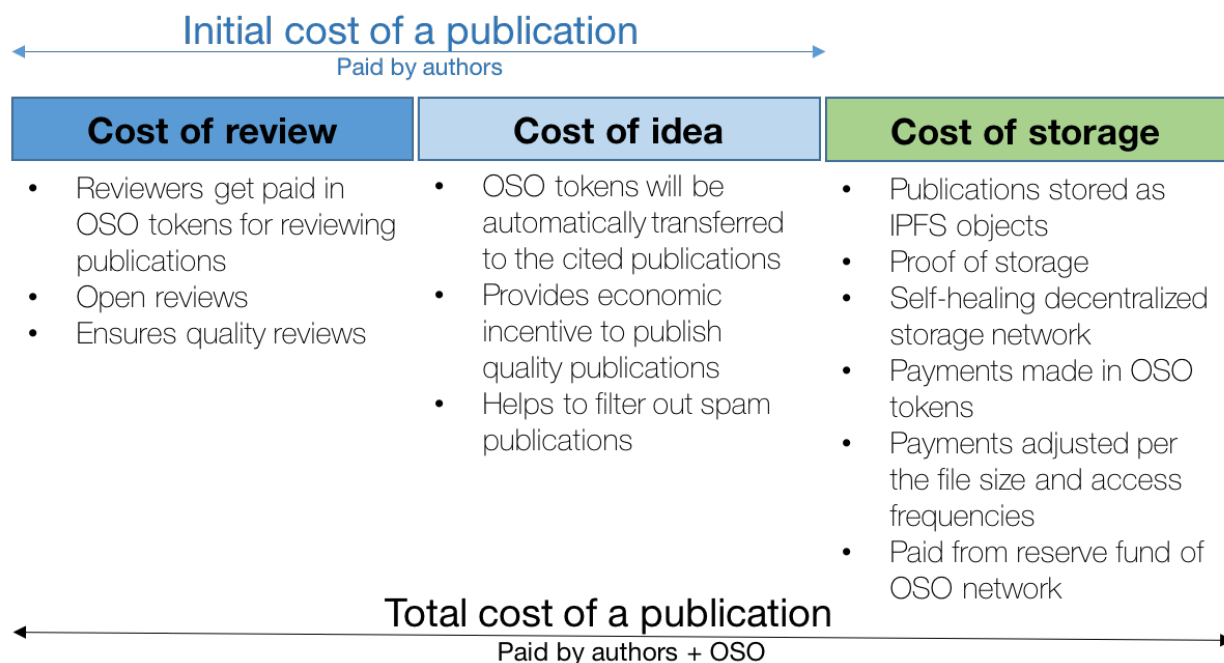 Initial cost of a publication
Paid by authors
Cost of review
• Reviewers get paid in
OSO tokens for reviewing
publications
• Open reviews
• Ensures quality reviews
Cost of idea
• OSO tokens will be
automatically transferred
to the cited publications
• Provides economic
incentive to publish
quality publications
• Helps to filter out spam
publications
Cost of storage
• Publications stored as
IPFS objects
• Proof of storage
• Self-healing decentralized
storage network
• Payments made in OSO
tokens
• Payments adjusted per
the file size and access
frequencies
• Paid from reserve fund of
OSO network
Total cost of a publication
Paid by authors + OSO